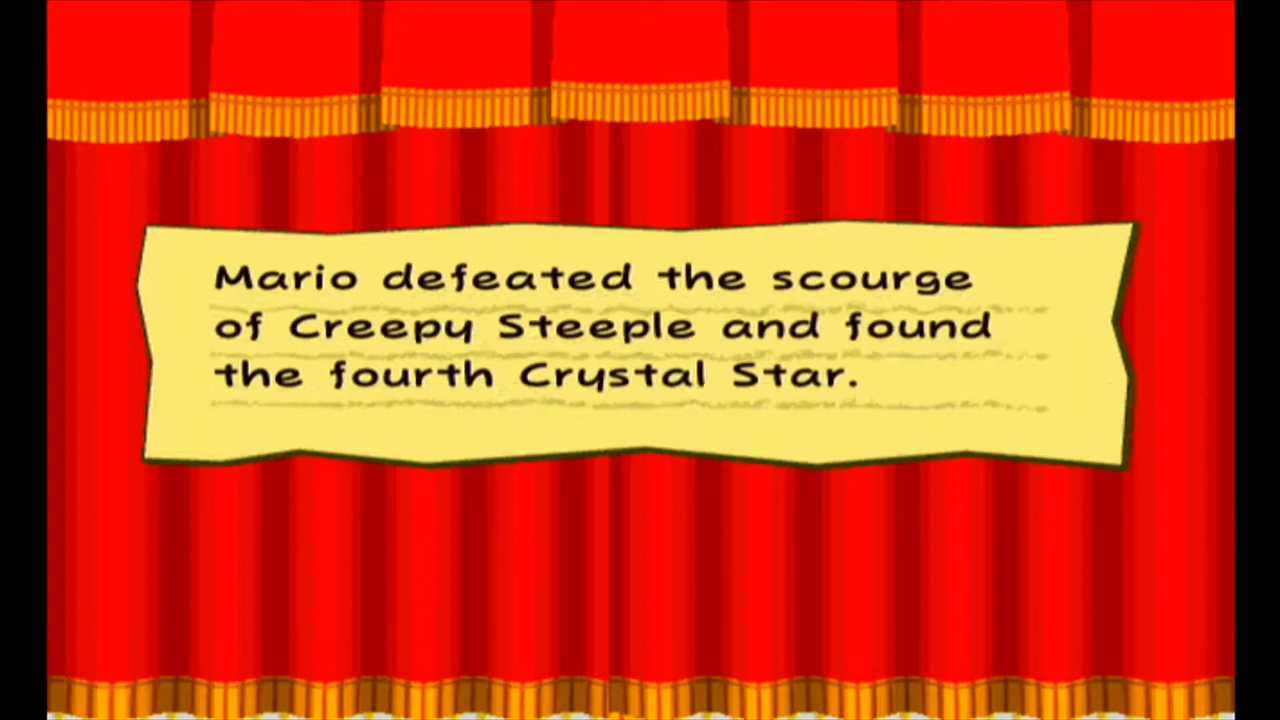 Mario defeated the scourge
of Creepy Steeple and found
the fourth Crystal Star.